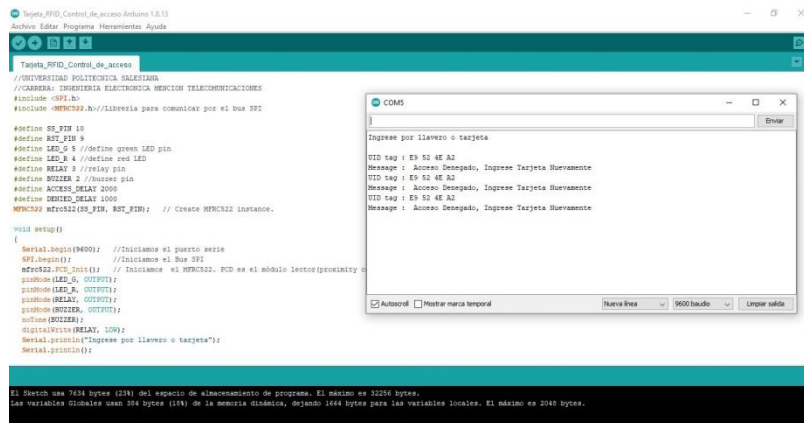 Tarjeta_RFID_Control_de_acceso Arduino 1.8.13
Archivo Editar Programa Herramientas Ayuda
Tarjeta_RFID_Control_de_acceso
//UNIVERSIDAD POLITECNICA SALESIANA
//CARRERA: INGENIERIA ELECTRONICA MENCION TELECOMUNICACIONES
#include <SPI.h>
#include <MFRC522.h>//Libreria para comunicar por el bus SPI
#define SS_PIN 10
#define RST_PIN 9
#define LED_G 5 //define green LED pin
#define LED_R 4 //define red LED
#define RELAY 3 //relay pin
#define BUZZER 2 //buzzer pin
#define ACCESS_DELAY 2000
#define DENIED_DELAY 1000
MFRC522 mfrc522(SS_PIN, RST_PIN); // Create MFRC522 instance.
void setup()
{
Serial.begin(9600); //Iniciamos el puerto serie
SPI.begin(); //Iniciamos el Bus SPI
mfrc522.PCD_Init(); // Iniciamos el MFRC522. PCD es el módulo lector(proximity c
pinMode(LED_G, OUTPUT);
pinMode(LED_R, OUTPUT);
pinMode(RELAY, OUTPUT);
pinMode(BUZZER, OUTPUT);
noTone(BUZZER);
digitalWrite(RELAY, LOW);
Serial.println("Ingrese por llavero o tarjeta");
Serial.println();
COM5
Enviar
Ingrese por llavero o tarjeta
UID tag : E9 52 4E A2
Message : Acceso Denegado, Ingrese Tarjeta Nuevamente
UID tag : E9 52 4E A2
Message : Acceso Denegado, Ingrese Tarjeta Nuevamente
UID tag : E9 52 4E A2
Message : Acceso Denegado, Ingrese Tarjeta Nuevamente
Autoscroll Mostrar marca temporal Nueva línea 9600 baudio Limpiar salida
El Sketch usa 7634 bytes (23%) del espacio de almacenamiento de programa. El máximo es 32256 bytes.
Las variables Globales usan 384 bytes (18%) de la memoria dinámica, dejando 1664 bytes para las variables locales. El máximo es 2048 bytes.